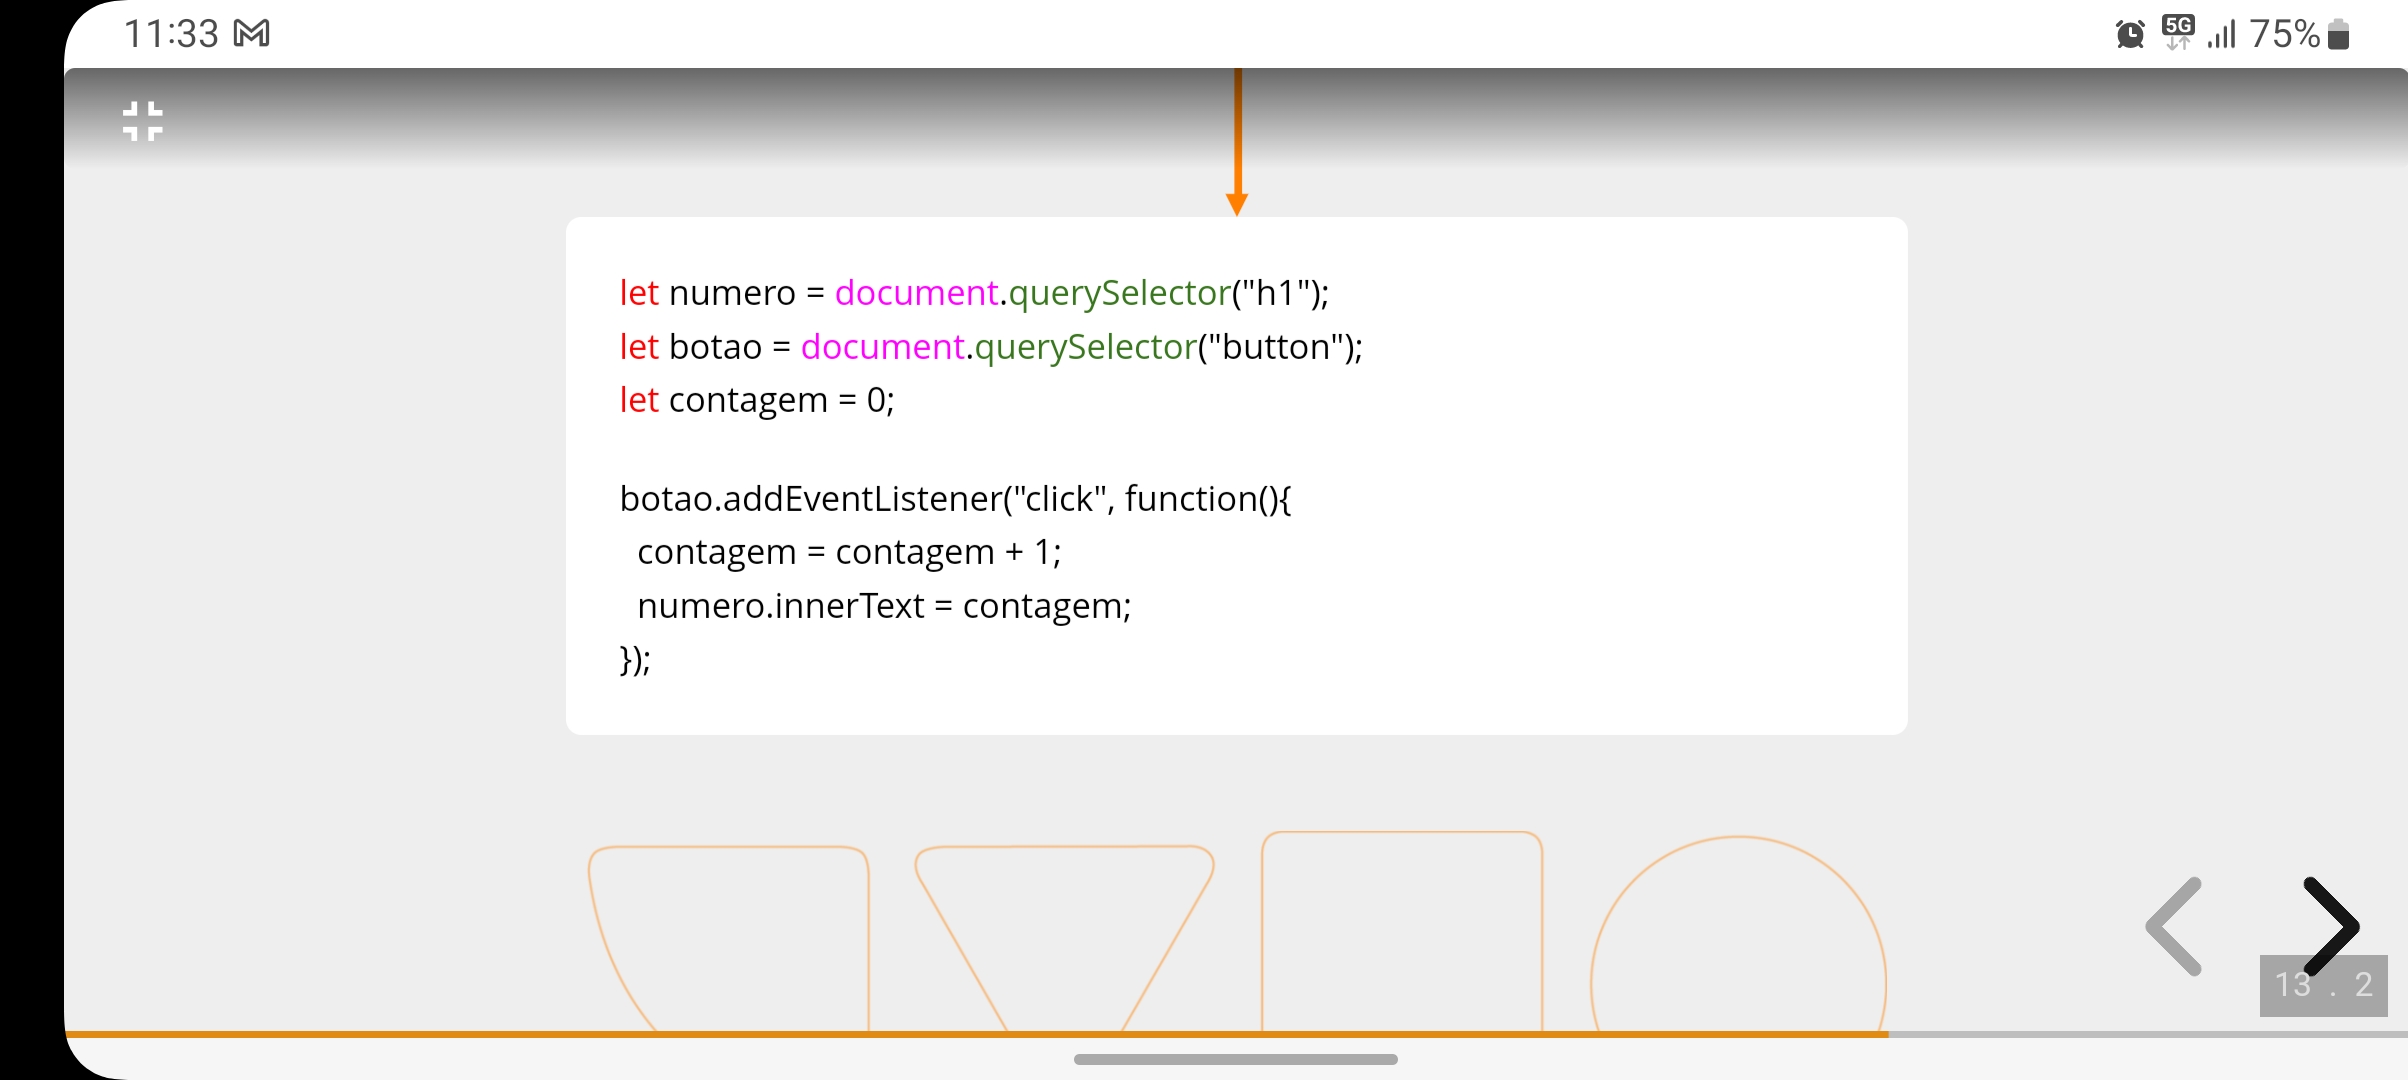 11:33
5G
75%
let numero = document.querySelector("h1");
let botao = document.querySelector("button");
let contagem = 0;
botao.addEventListener("click", function(){
contagem = contagem + 1;
numero.innerText = contagem;
});
13 . 2